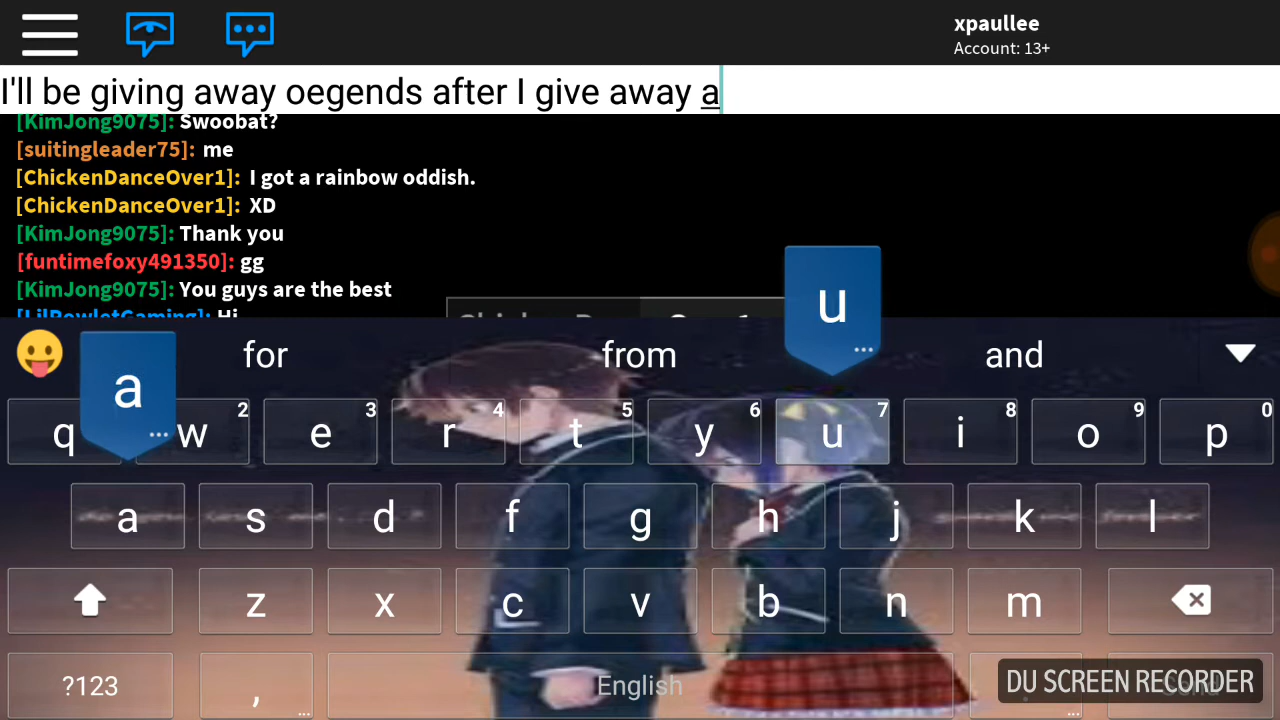 xpaullee
Account: 13+
I'll be giving away oegends after I give away a
[KimJong9075]: Swoobat?
[suitingleader75]: me
[ChickenDanceOver1]: I got a rainbow oddish.
[ChickenDanceOver1]: XD
[KimJong9075]: Thank you
[funtimefoxy491350]: gg
[KimJong9075]: You guys are the best
[LilRowletGaming]: Hi
u
a
for from and
q w 2 e 3 r 4 t 5 y 6 u 7 i 8 o 9 p 0
a s d f g h j k l
z x c v b n m
?123 , English
DU SCREEN RECORDER